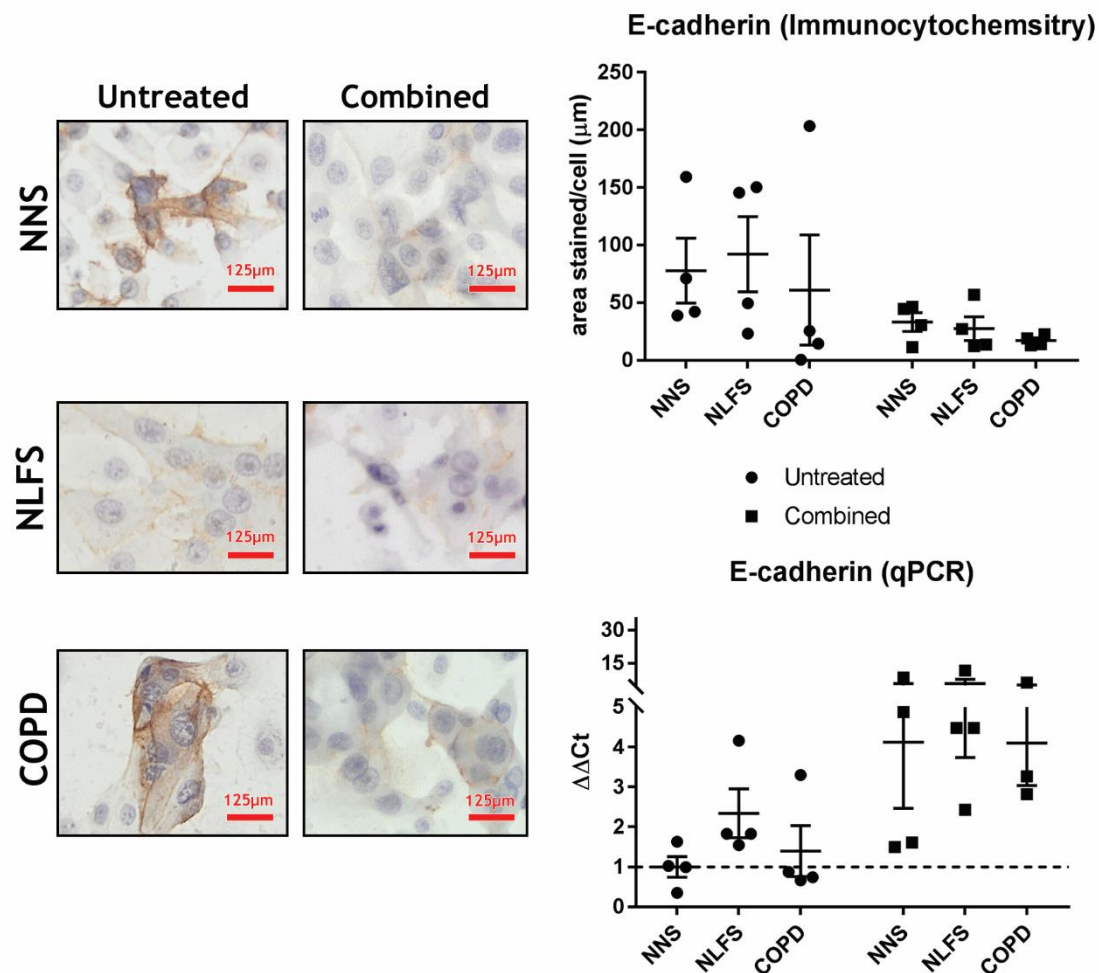 Untreated
Combined
NNS
125µm
125µm
NLFS
125µm
125µm
COPD
125µm
125µm
E-cadherin (Immunocytochemsitry)
area stained/cell (µm)
250
200
150
100
50
0
NNS
NLFS
COPD
NNS
NLFS
COPD
Untreated
Combined
E-cadherin (qPCR)
ΔΔCt
30
15
5
4
3
2
1
0
NNS
NLFS
COPD
NNS
NLFS
COPD